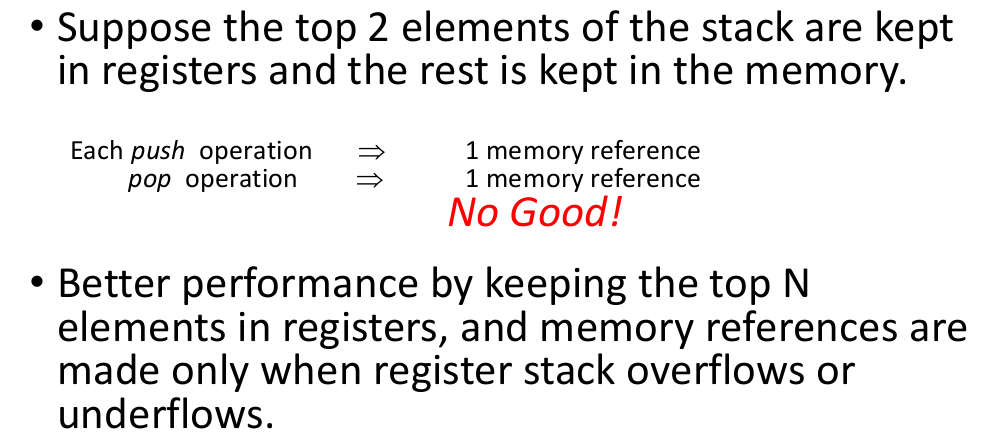 • Suppose the top 2 elements of the stack are kept
in registers and the rest is kept in the memory.
Each push operation ⇒ 1 memory reference
pop operation ⇒ 1 memory reference
No Good!
• Better performance by keeping the top N
elements in registers, and memory references are
made only when register stack overflows or
underflows.